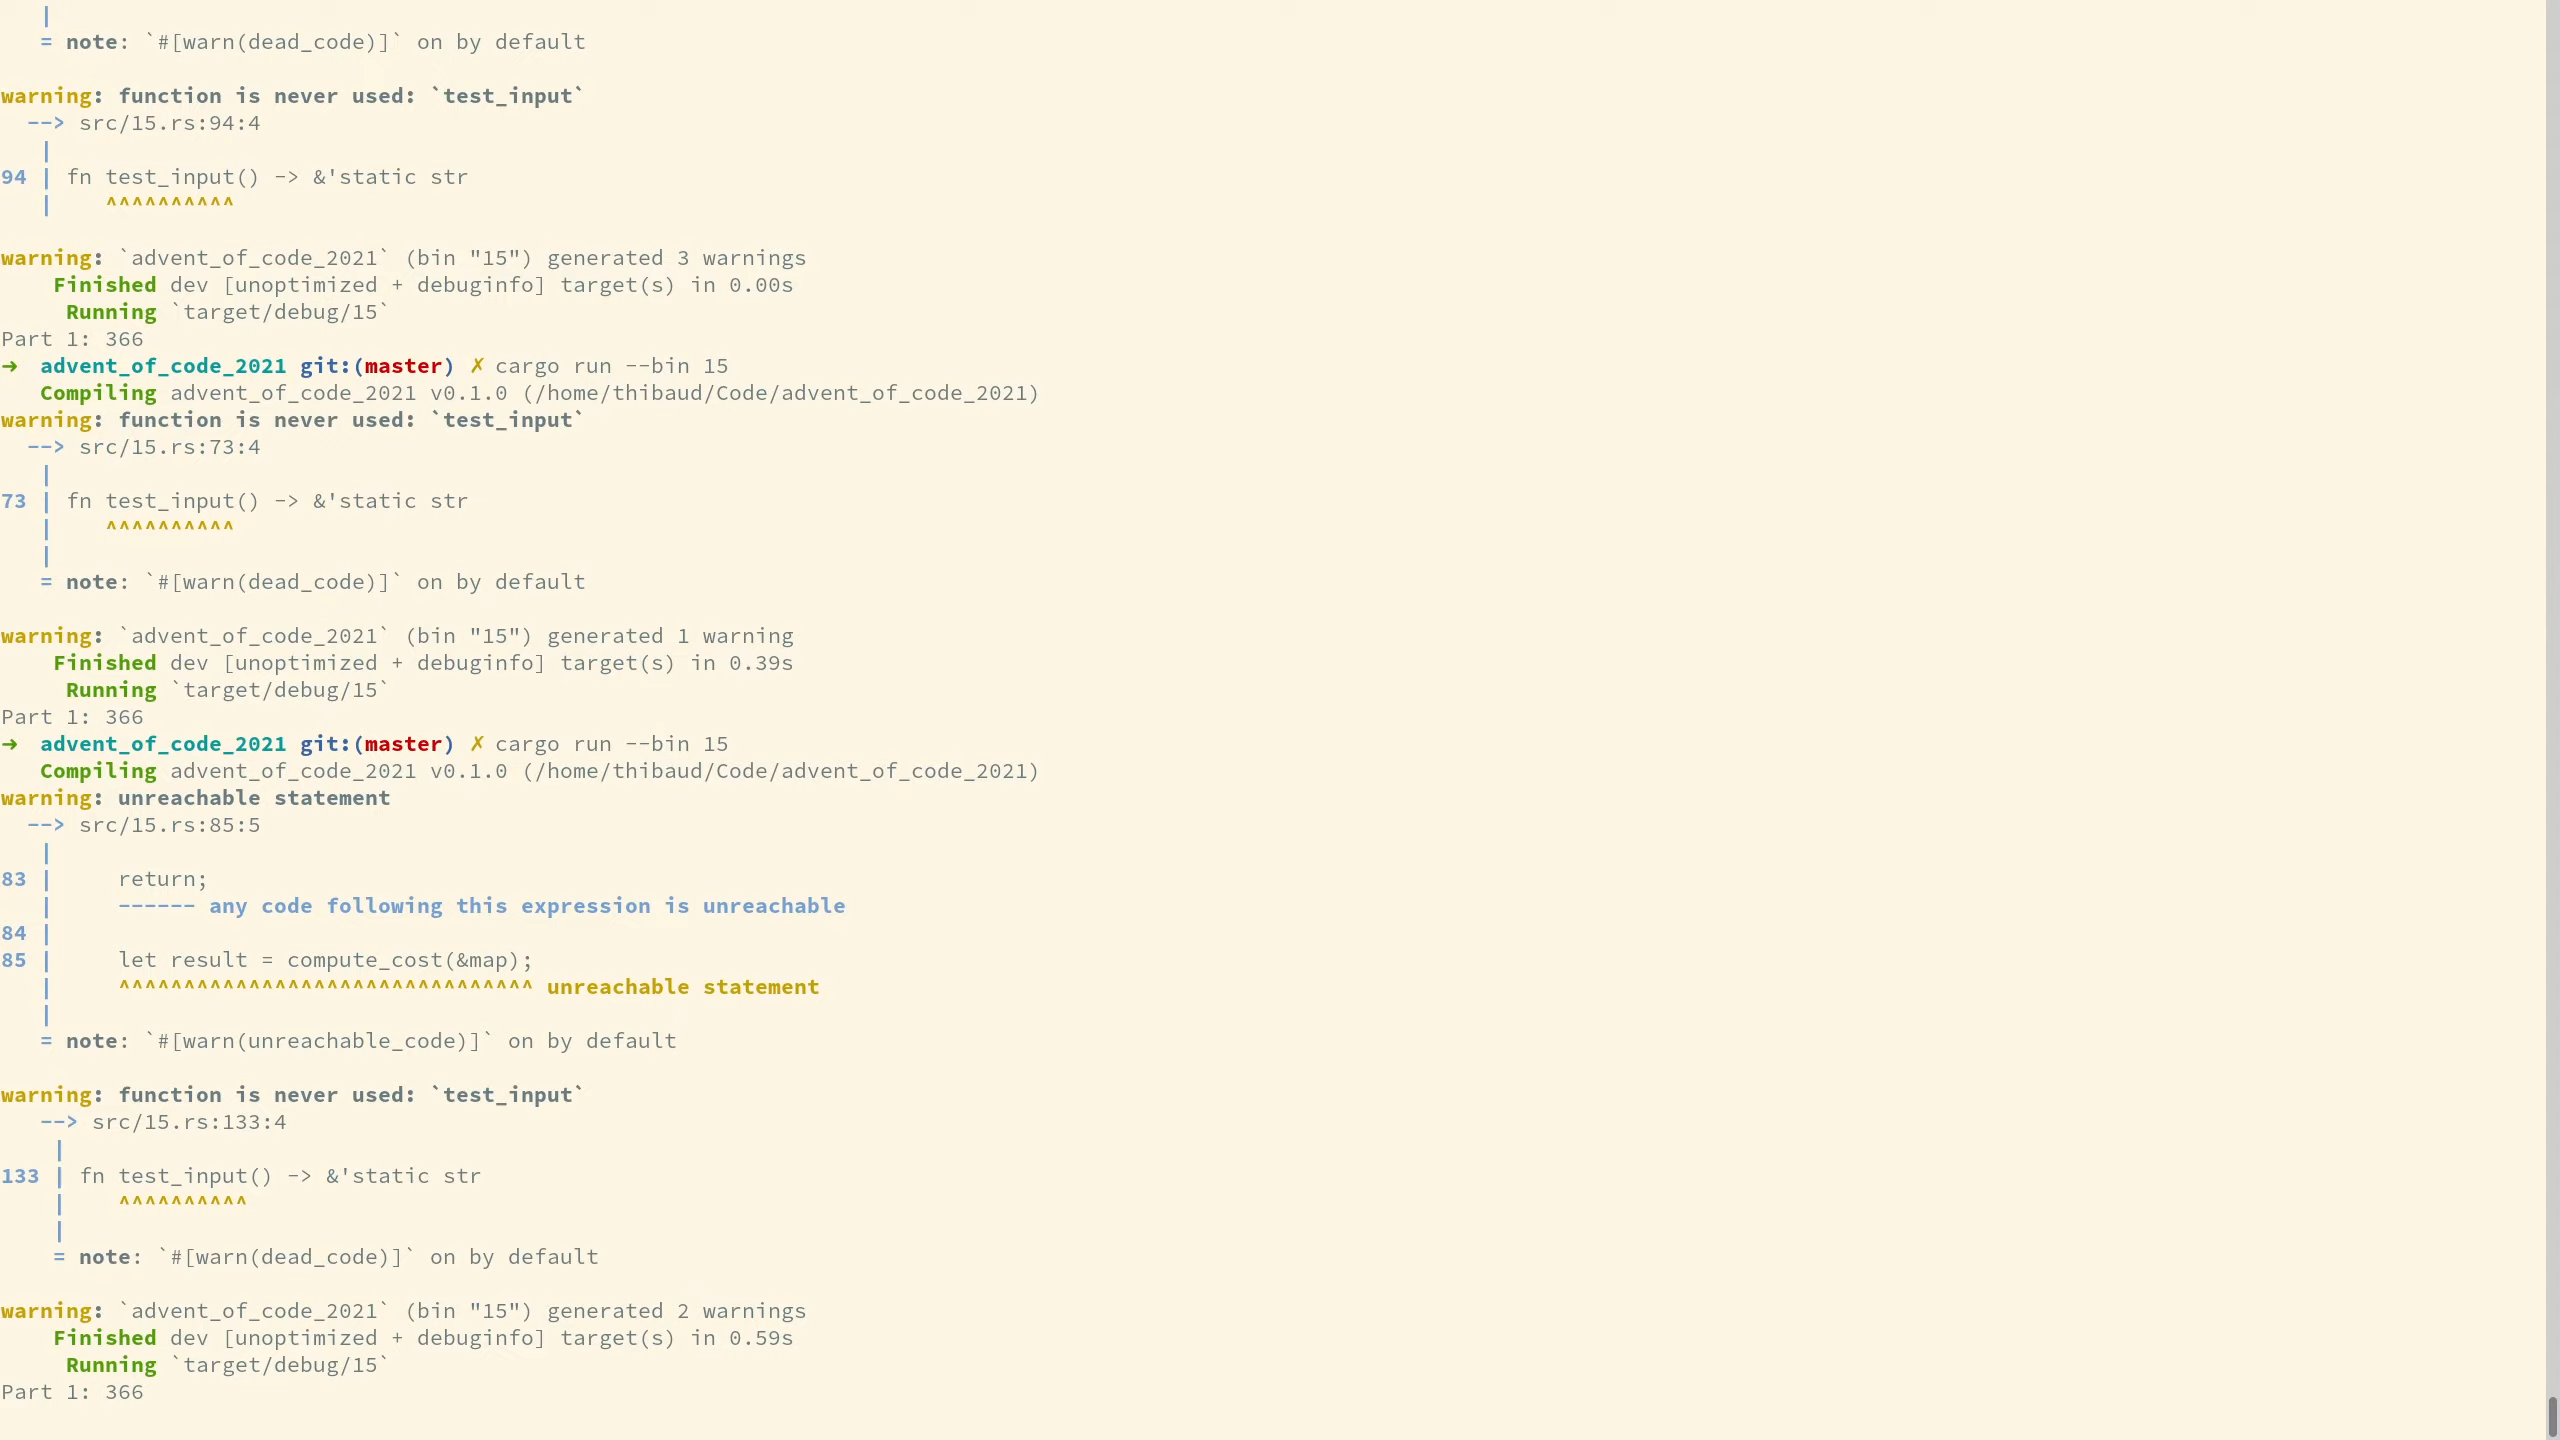 |
   = note: `#[warn(dead_code)]` on by default

warning: function is never used: `test_input`
  --> src/15.rs:94:4
   |
94 | fn test_input() -> &'static str
   |    ^^^^^^^^^^

warning: `advent_of_code_2021` (bin "15") generated 3 warnings
    Finished dev [unoptimized + debuginfo] target(s) in 0.00s
     Running `target/debug/15`
Part 1: 366
➜  advent_of_code_2021 git:(master) ✗ cargo run --bin 15
   Compiling advent_of_code_2021 v0.1.0 (/home/thibaud/Code/advent_of_code_2021)
warning: function is never used: `test_input`
  --> src/15.rs:73:4
   |
73 | fn test_input() -> &'static str
   |    ^^^^^^^^^^
   |
   = note: `#[warn(dead_code)]` on by default

warning: `advent_of_code_2021` (bin "15") generated 1 warning
    Finished dev [unoptimized + debuginfo] target(s) in 0.39s
     Running `target/debug/15`
Part 1: 366
➜  advent_of_code_2021 git:(master) ✗ cargo run --bin 15
   Compiling advent_of_code_2021 v0.1.0 (/home/thibaud/Code/advent_of_code_2021)
warning: unreachable statement
  --> src/15.rs:85:5
   |
83 |     return;
   |     ------ any code following this expression is unreachable
84 |
85 |     let result = compute_cost(&map);
   |     ^^^^^^^^^^^^^^^^^^^^^^^^^^^^^^^^ unreachable statement
   |
   = note: `#[warn(unreachable_code)]` on by default

warning: function is never used: `test_input`
   --> src/15.rs:133:4
    |
133 | fn test_input() -> &'static str
    |    ^^^^^^^^^^
    |
    = note: `#[warn(dead_code)]` on by default

warning: `advent_of_code_2021` (bin "15") generated 2 warnings
    Finished dev [unoptimized + debuginfo] target(s) in 0.59s
     Running `target/debug/15`
Part 1: 366